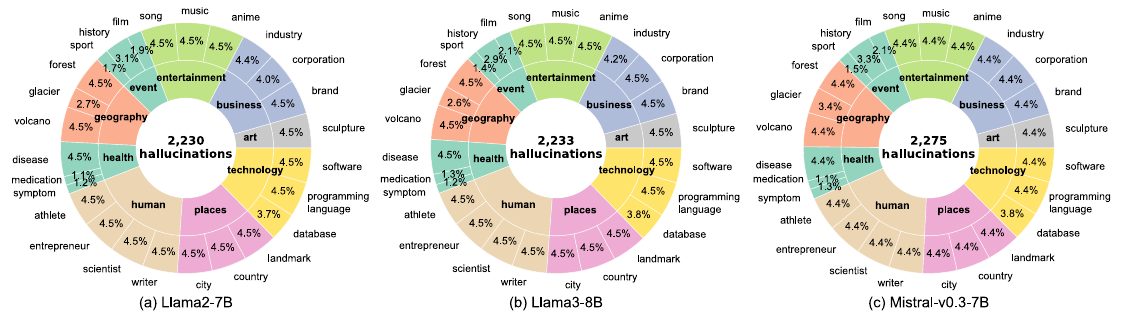 film song music anime
history
sport
industry
forest
corporation
glacier
brand
volcano
sculpture
disease
software
medication
symptom
programming
language
athlete
database
entrepreneur
landmark
scientist
country
writer
city
1.9% 4.5% 4.5% 4.5%
3.1%
1.7%
4.4%
4.5%
entertainment
4.0%
event
2.7%
business
4.5%
geography
4.5%
art 4.5%
2,230
hallucinations
4.5% health
4.5%
technology
1.1%
1.2%
4.5%
4.5%
human
places
3.7%
4.5%
4.5%
4.5%
4.5%
4.5%
4.5%
(a) Llama2-7B
film song music anime
history
sport
industry
forest
corporation
glacier
brand
volcano
sculpture
disease
software
medication
symptom
programming
language
athlete
database
entrepreneur
landmark
scientist
country
writer
city
2.1% 4.5% 4.5% 4.5%
2.9%
1.4%
4.2%
4.5%
entertainment
4.5%
event
2.6%
business
4.5%
geography
4.5%
art 4.5%
2,233
hallucinations
4.5% health
4.5%
technology
1.3%
1.2%
4.5%
4.5%
human
places
3.8%
4.5%
4.5%
4.5%
4.5%
4.5%
4.5%
(b) Llama3-8B
film song music anime
history
sport
industry
forest
corporation
glacier
brand
volcano
sculpture
disease
software
medication
symptom
programming
language
athlete
database
entrepreneur
landmark
scientist
country
writer
city
2.1% 4.4% 4.4% 4.4%
3.3%
1.5%
4.4%
4.4%
entertainment
4.4%
event
3.4%
business
4.4%
geography
4.4%
art 4.4%
2,275
hallucinations
4.4% health
4.4%
technology
1.1%
1.3%
4.4%
4.4%
human
places
3.8%
4.4%
4.4%
4.4%
4.4%
4.4%
4.4%
(c) Mistral-v0.3-7B